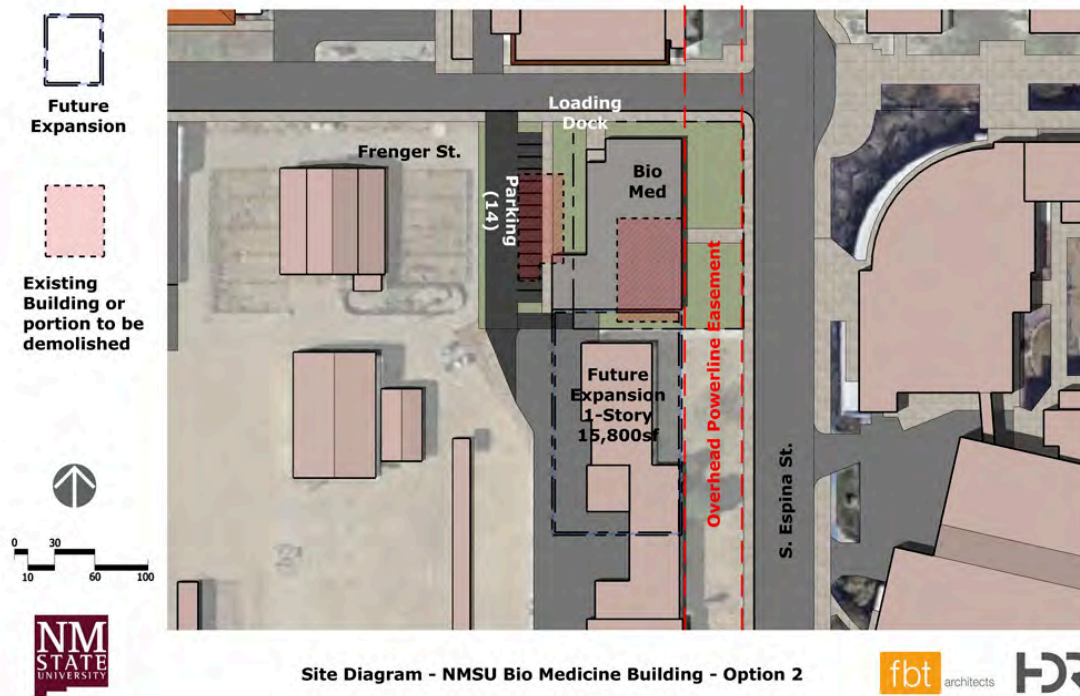 Future
Expansion
Existing
Building or
portion to be
demolished
0 30
10 60 100
NM
STATE
UNIVERSITY
Frenger St.
Loading
Dock
Parking
(14)
Bio
Med
Future
Expansion
1-Story
15,800sf
Overhead Powerline Easement
S. Espina St.
Site Diagram - NMSU Bio Medicine Building - Option 2
fbt architects
HDR